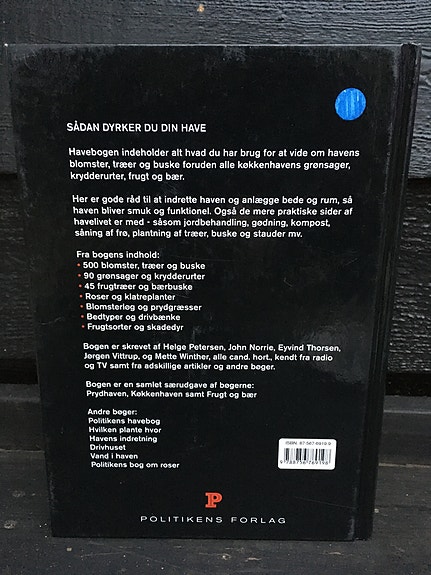 SÅDAN DYRKER DU DIN HAVE
Havebogen indeholder alt hvad du har brug for at vide om havens
blomster, træer og buske foruden alle køkkenhavens grønsager,
krydderurter, frugt og bær.
Her er gode råd til at indrette haven og anlægge bede og rum, så
haven bliver smuk og funktionel. Også de mere praktiske sider af
havelivet er med - såsom jordbehandling, gødning, kompost,
såning af frø, plantning af træer, buske og stauder mv.
Fra bogens indhold:
• 500 blomster, træer og buske
• 90 grønsager og krydderurter
• 45 frugttræer og bærbuske
• Roser og klatreplanter
• Blomsterløg og prydgræsser
• Bedtyper og drivbænke
• Frugtsorter og skadedyr
Bogen er skrevet af Helge Petersen, John Norrie, Eyvind Thorsen,
Jørgen Vittrup, og Mette Winther, alle cand. hort., kendt fra radio
og TV samt fra adskillige artikler og andre bøger.
Bogen er en samlet særudgave af bøgerne:
Prydhaven, Køkkenhaven samt Frugt og bær
Andre bøger:
Politikens havebog
Hvilken plante hvor
Havens indretning
Drivhuset
Vand i haven
Politikens bog om roser
ISBN: 87-567-6919-9
9 788756 769198
P
POLITIKENS FORLAG